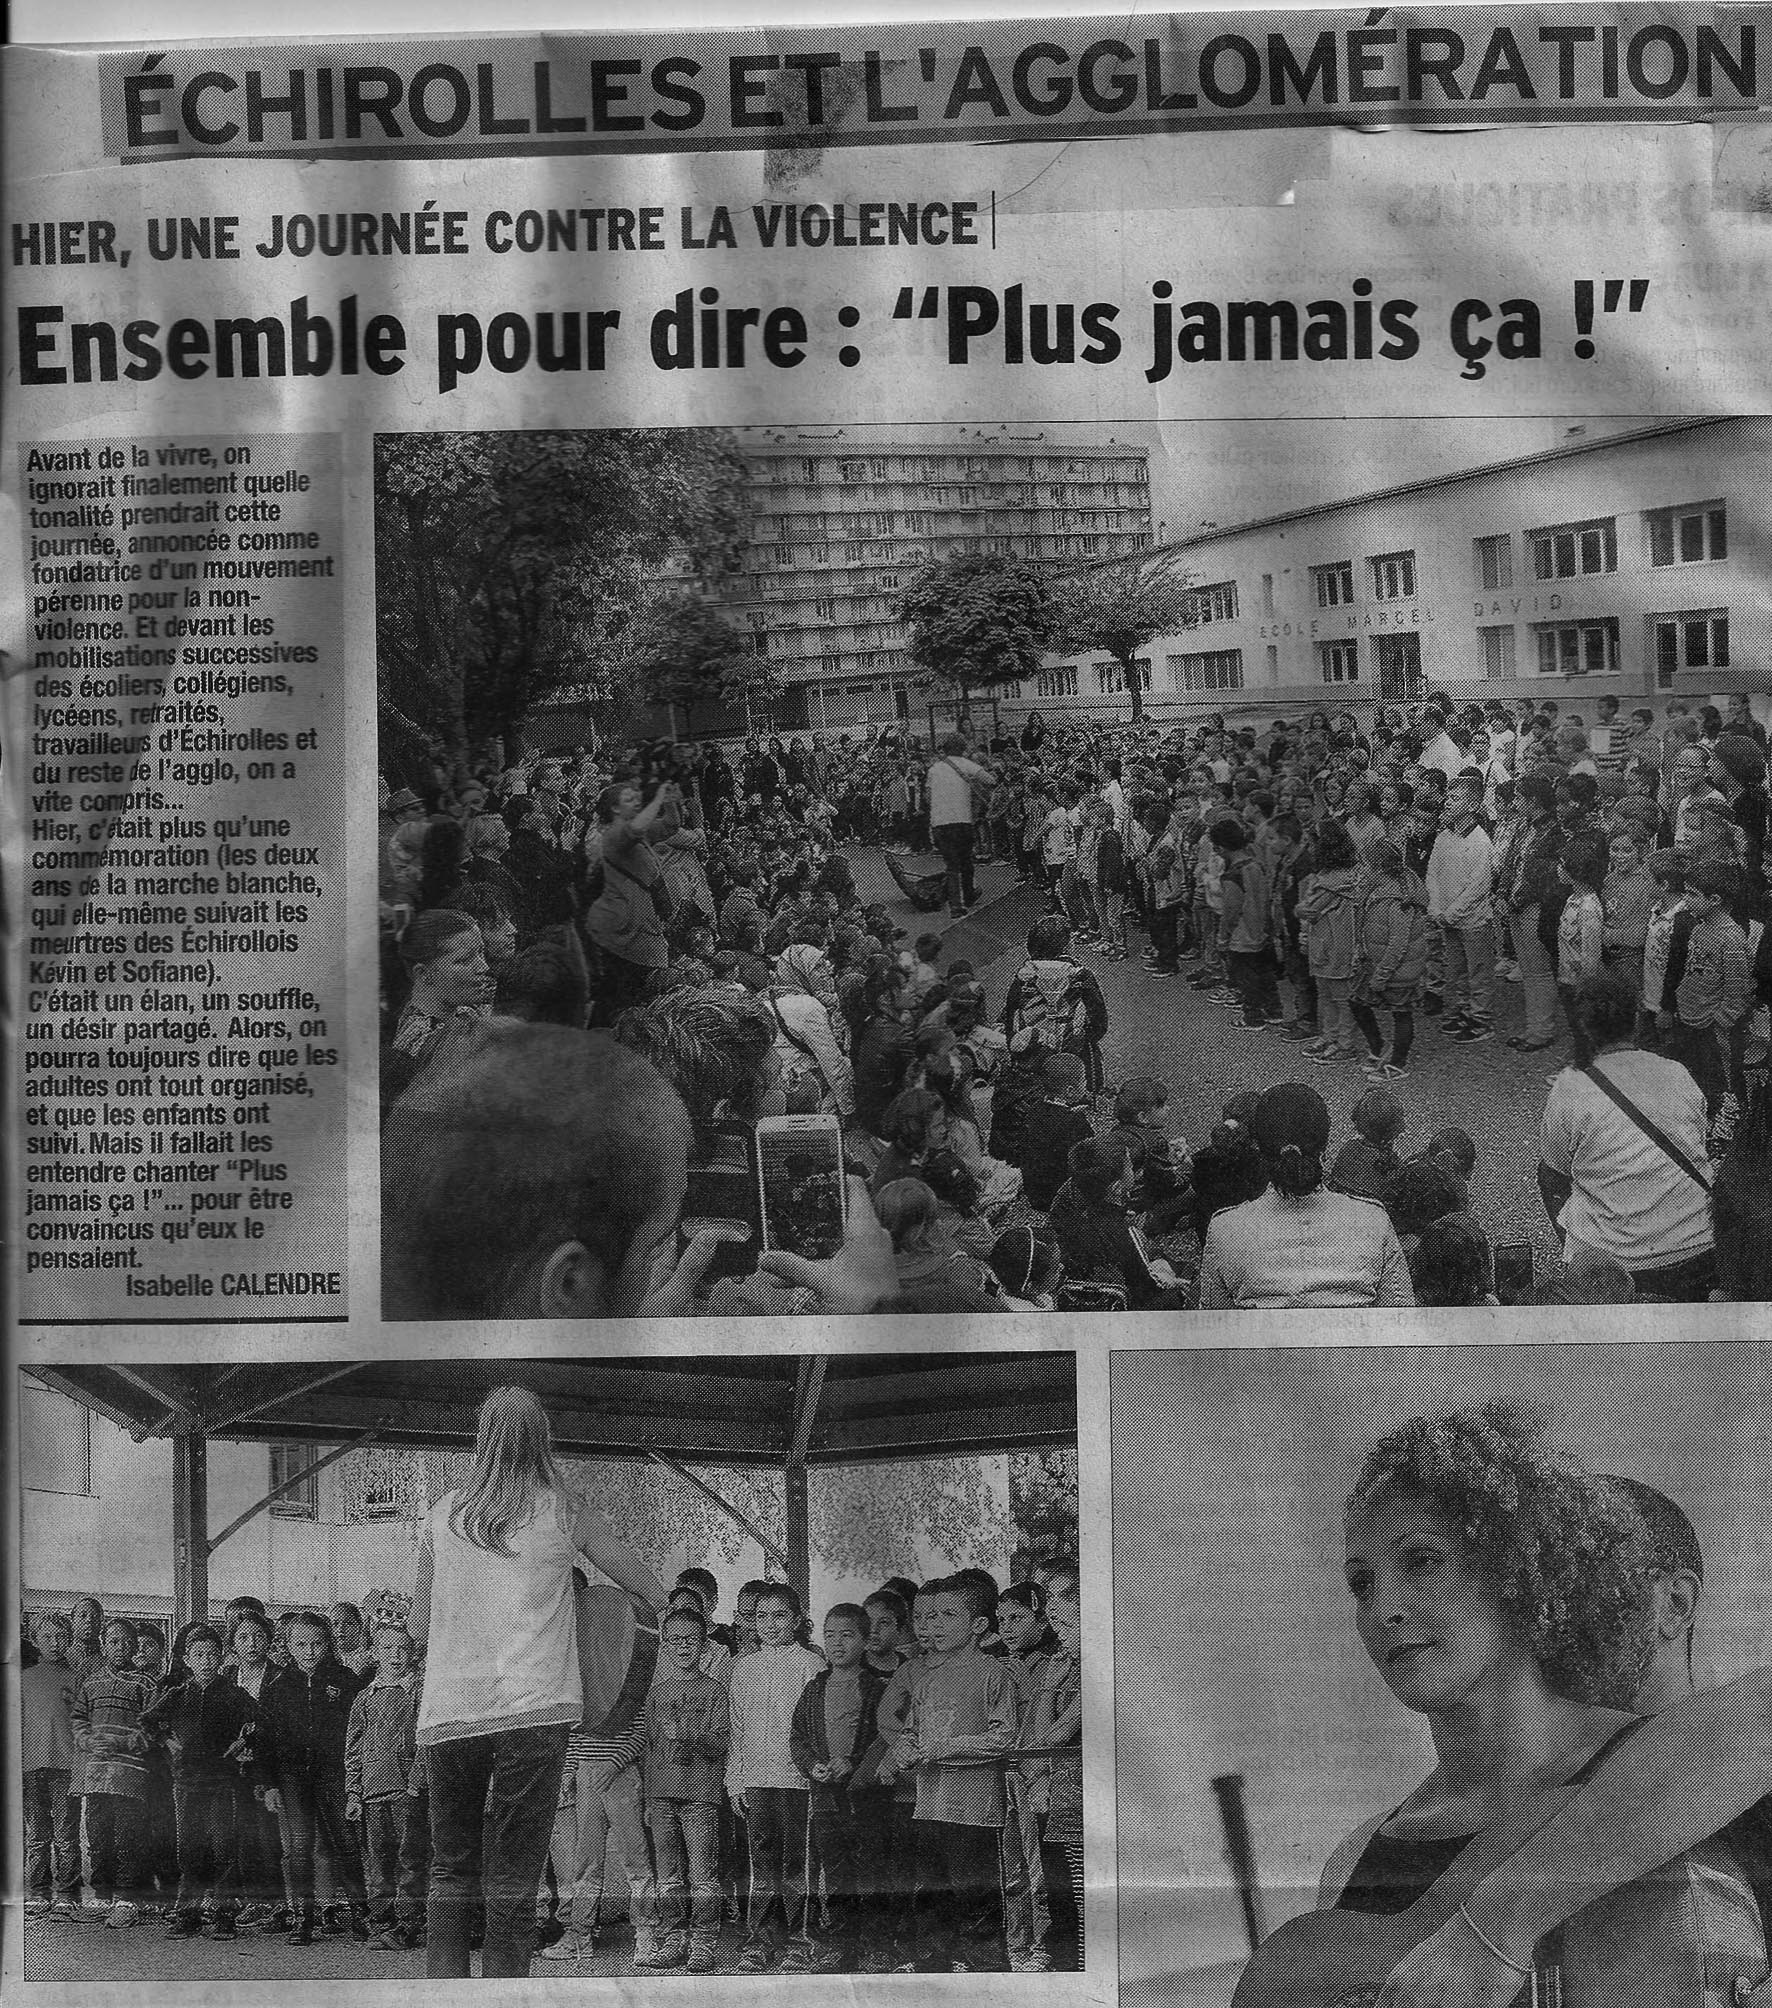 ÉCHIROLLES ET L'AGGLOMÉRATION
HIER, UNE JOURNÉE CONTRE LA VIOLENCE
Ensemble pour dire : “Plus jamais ça !”
Avant de la vivre, on
ignorait finalement quelle
tonalité prendrait cette
journée, annoncée comme
fondatrice d'un mouvement
pérenne pour la non-
violence. Et devant les
mobilisations successives
des écoliers, collégiens,
lycéens, retraités,
travailleurs d'Échirolles et
du reste de l'agglo, on a
vite compris...
Hier, c'était plus qu'une
commémoration (les deux
ans de la marche blanche,
qui elle-même suivait les
meurtres des Échirollois
Kévin et Sofiane).
C'était un élan, un souffle,
un désir partagé. Alors, on
pourra toujours dire que les
adultes ont tout organisé,
et que les enfants ont
suivi. Mais il fallait les
entendre chanter “Plus
jamais ça !”... pour être
convaincus qu'eux le
pensaient.
Isabelle CALENDRE
ECOLE MARCEL DAVID